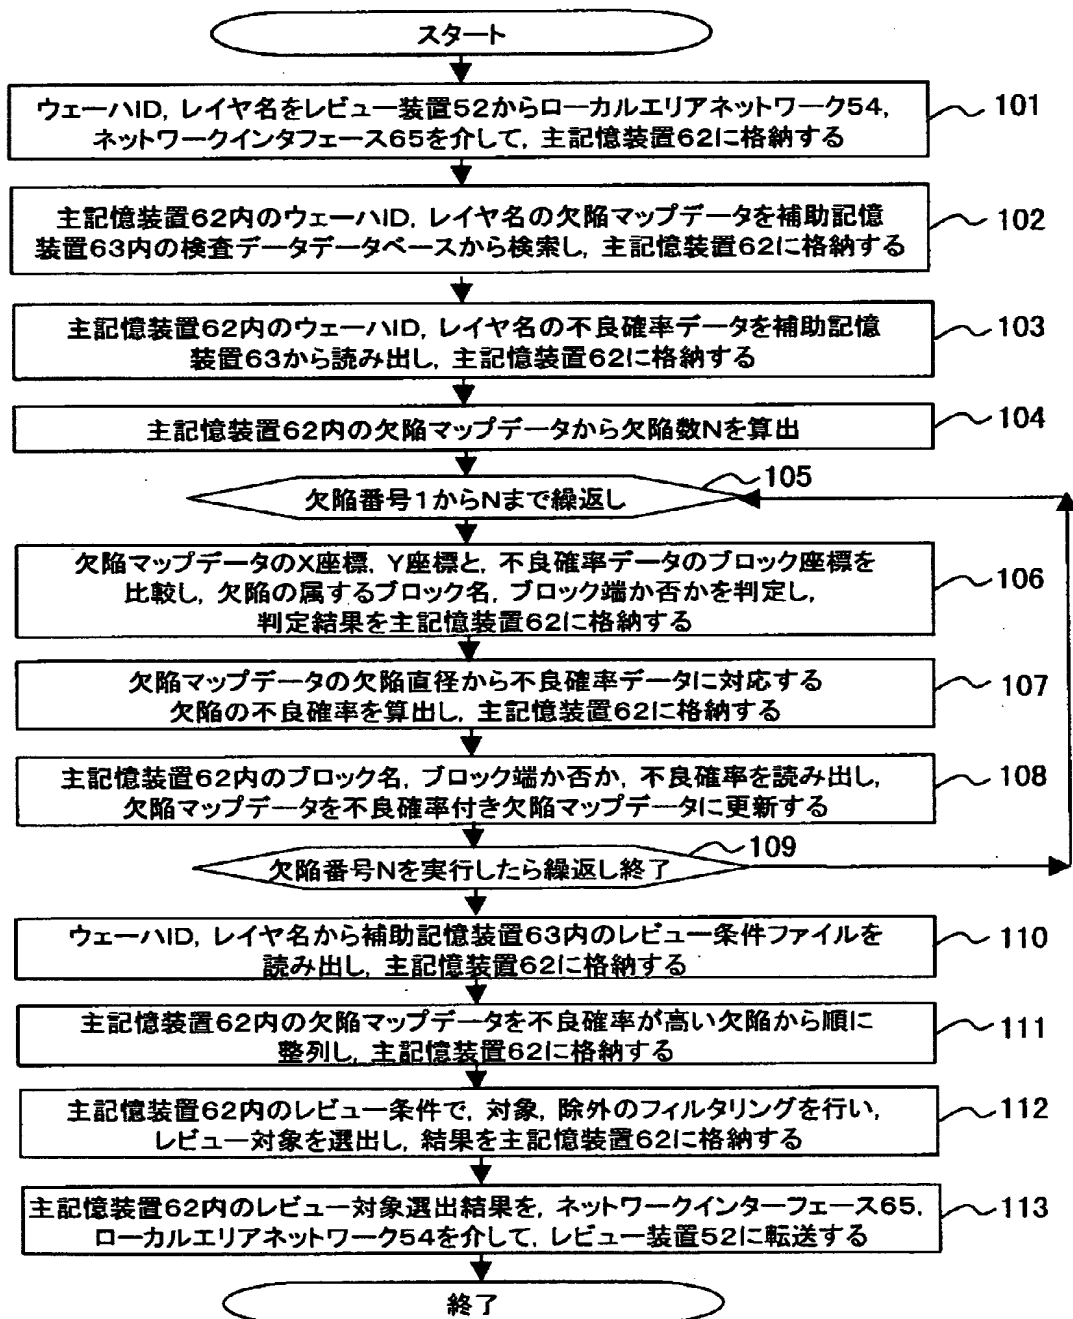 スタート
ウェーハID, レイヤ名をレビュー装置52からローカルエリアネットワーク54,
ネットワークインタフェース65を介して, 主記憶装置62に格納する
101
主記憶装置62内のウェーハID, レイヤ名の欠陥マップデータを補助記憶
装置63内の検査データデータベースから検索し, 主記憶装置62に格納する
102
主記憶装置62内のウェーハID, レイヤ名の不良確率データを補助記憶
装置63から読み出し, 主記憶装置62に格納する
103
主記憶装置62内の欠陥マップデータから欠陥数Nを算出
104
欠陥番号1からNまで繰返し
105
欠陥マップデータのX座標, Y座標と, 不良確率データのブロック座標を
比較し, 欠陥の属するブロック名, ブロック端か否かを判定し,
判定結果を主記憶装置62に格納する
106
欠陥マップデータの欠陥直径から不良確率データに対応する
欠陥の不良確率を算出し, 主記憶装置62に格納する
107
主記憶装置62内のブロック名, ブロック端か否か, 不良確率を読み出し,
欠陥マップデータを不良確率付き欠陥マップデータに更新する
108
欠陥番号Nを実行したら繰返し終了
109
ウェーハID, レイヤ名から補助記憶装置63内のレビュー条件ファイルを
読み出し, 主記憶装置62に格納する
110
主記憶装置62内の欠陥マップデータを不良確率が高い欠陥から順に
整列し, 主記憶装置62に格納する
111
主記憶装置62内のレビュー条件で, 対象, 除外のフィルタリングを行い,
レビュー対象を選出し, 結果を主記憶装置62に格納する
112
主記憶装置62内のレビュー対象選出結果を, ネットワークインターフェース65,
ローカルエリアネットワーク54を介して, レビュー装置52に転送する
113
終了